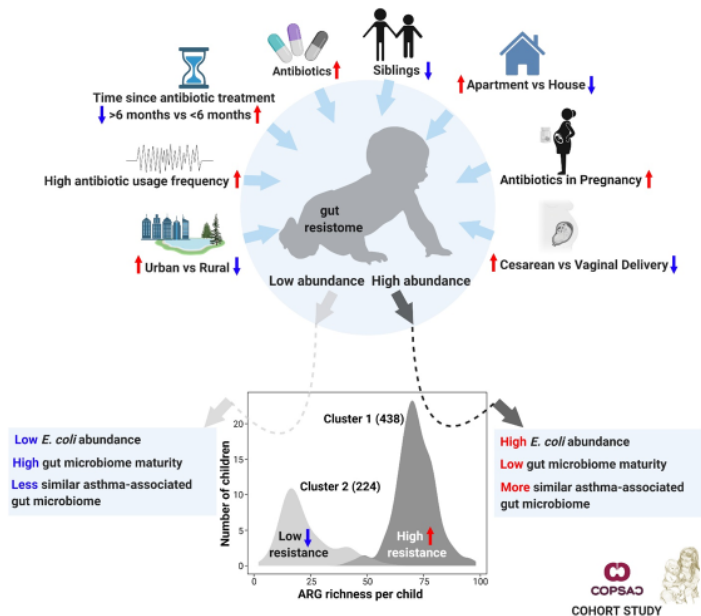 Antibiotics
Siblings
Apartment vs House
Time since antibiotic treatment
>6 months vs <6 months
High antibiotic usage frequency
Antibiotics in Pregnancy
gut
resistome
Urban vs Rural
Cesarean vs Vaginal Delivery
Low abundance
High abundance
Low E. coli abundance
High gut microbiome maturity
Less similar asthma-associated
gut microbiome
Number of children
20
15
10
5
0
Cluster 1 (438)
Cluster 2 (224)
Low
resistance
High
resistance
0
25
50
75
100
ARG richness per child
High E. coli abundance
Low gut microbiome maturity
More similar asthma-associated
gut microbiome
COPSAC
COHORT STUDY